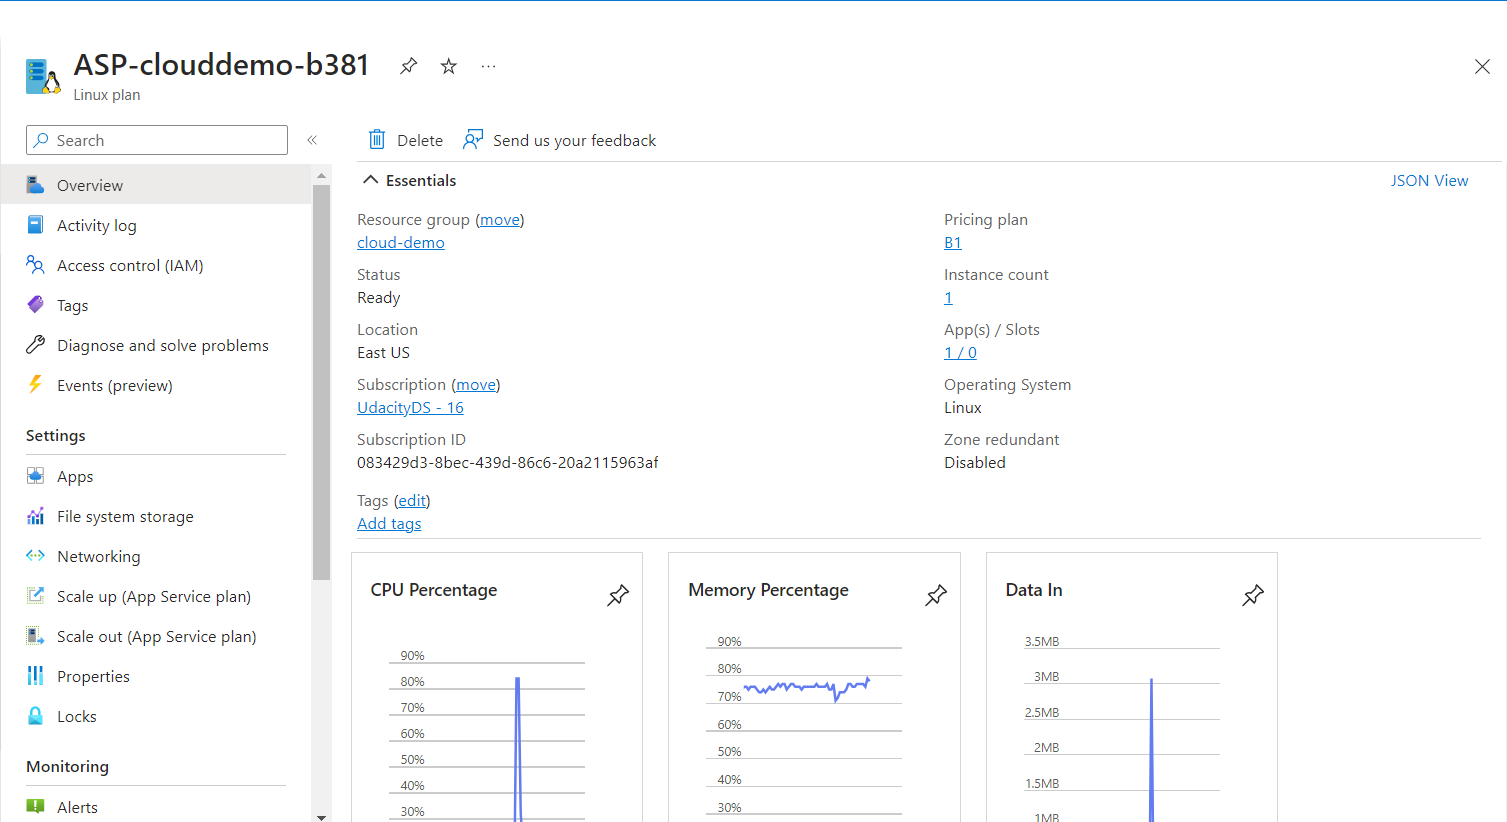 ASP-clouddemo-b381
Linux plan
Search
Overview
Activity log
Access control (IAM)
Tags
Diagnose and solve problems
Events (preview)
Settings
Apps
File system storage
Networking
Scale up (App Service plan)
Scale out (App Service plan)
Properties
Locks
Monitoring
Alerts
Delete
Send us your feedback
Essentials
JSON View
Resource group (move)
cloud-demo
Status
Ready
Location
East US
Subscription (move)
UdacityDS - 16
Subscription ID
083429d3-8bec-439d-86c6-20a2115963af
Tags (edit)
Add tags
Pricing plan
B1
Instance count
1
App(s) / Slots
1 / 0
Operating System
Linux
Zone redundant
Disabled
CPU Percentage
90%
80%
70%
60%
50%
40%
30%
Memory Percentage
90%
80%
70%
60%
50%
40%
30%
Data In
3.5MB
3MB
2.5MB
2MB
1.5MB
1MB